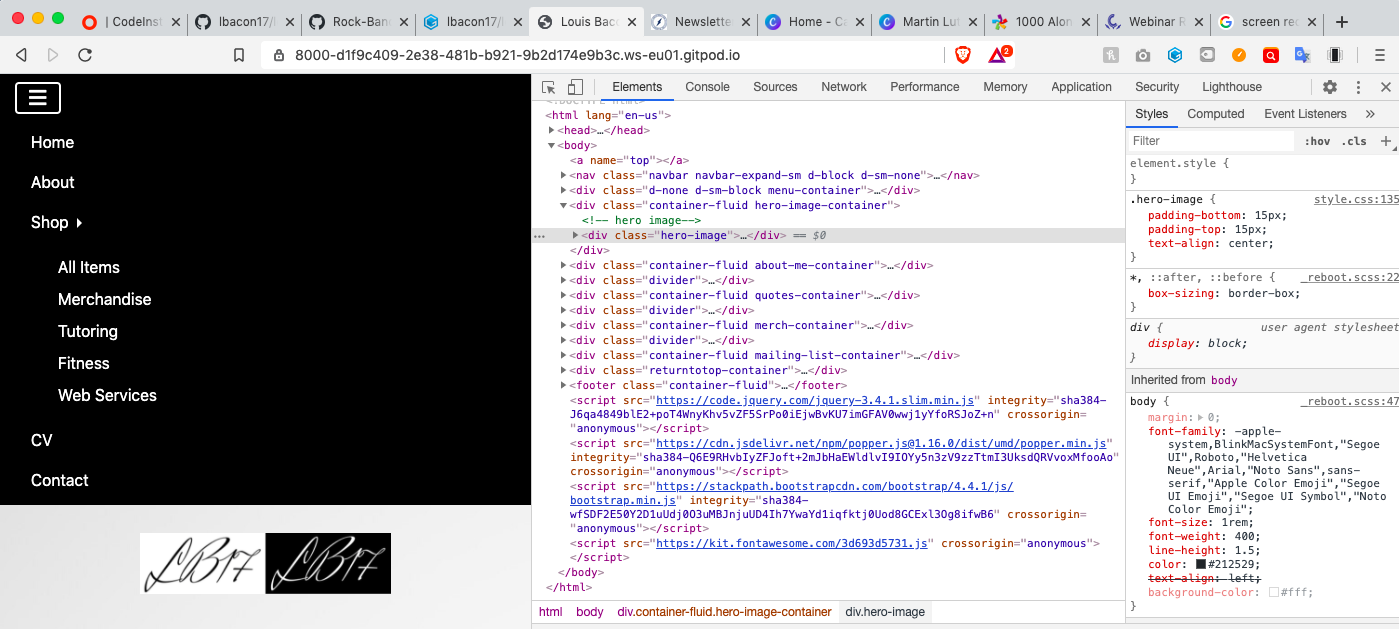 | CodeInst
lbacon17/l
Rock-Ban
lbacon17/l
Louis Bac
Newslette
Home - Ca
Martin Lut
1000 Alon
Webinar R
screen rec
8000-d1f9c409-2e38-481b-b921-9b2d174e9b3c.ws-eu01.gitpod.io
2
Home
About
Shop
All Items
Merchandise
Tutoring
Fitness
Web Services
CV
Contact
LB17 LB17
Elements Console Sources Network Performance Memory Application Security Lighthouse
<!DOCTYPE html>
<html lang="en-us">
<head>…</head>
<body>
<a name="top"></a>
<nav class="navbar navbar-expand-sm d-block d-sm-none">…</nav>
<div class="d-none d-sm-block menu-container">…</div>
<div class="container-fluid hero-image-container">
<!-- hero image-->
<div class="hero-image">…</div> == $0
</div>
<div class="container-fluid about-me-container">…</div>
<div class="divider">…</div>
<div class="container-fluid quotes-container">…</div>
<div class="divider">…</div>
<div class="container-fluid merch-container">…</div>
<div class="divider">…</div>
<div class="container-fluid mailing-list-container">…</div>
<div class="returntotop-container">…</div>
<footer class="container-fluid">…</footer>
<script src="https://code.jquery.com/jquery-3.4.1.slim.min.js" integrity="sha384-
J6qa4849blE2+poT4WnyKhv5vZF5SrPo0iEjwBvKU7imGFAV0wwj1yYfoRSJoZ+n" crossorigin=
"anonymous"></script>
<script src="https://cdn.jsdelivr.net/npm/popper.js@1.16.0/dist/umd/popper.min.js"
integrity="sha384-Q6E9RHvbIyZFJoft+2mJbHaEWldlvI9IOYy5n3zV9zzTtmI3UksdQRVvoxMfooAo"
crossorigin="anonymous"></script>
<script src="https://stackpath.bootstrapcdn.com/bootstrap/4.4.1/js/
bootstrap.min.js" integrity="sha384-
wfSDF2E50Y2D1uUdj0O3uMBJnjuUD4Ih7YwaYd1iqfktj0Uod8GCExl3Og8ifwB6" crossorigin=
"anonymous"></script>
<script src="https://kit.fontawesome.com/3d693d5731.js" crossorigin="anonymous">
</script>
</body>
</html>
html body div.container-fluid.hero-image-container div.hero-image
Styles Computed Event Listeners »
Filter :hov .cls +
element.style {
}
.hero-image { style.css:135
padding-bottom: 15px;
padding-top: 15px;
text-align: center;
}
*, ::after, ::before { _reboot.scss:22
box-sizing: border-box;
}
div { user agent stylesheet
display: block;
}
Inherited from body
body { _reboot.scss:47
margin: 0;
font-family: -apple-
system,BlinkMacSystemFont,"Segoe
UI",Roboto,"Helvetica
Neue",Arial,"Noto Sans",sans-
serif,"Apple Color Emoji","Segoe
UI Emoji","Segoe UI Symbol","Noto
Color Emoji";
font-size: 1rem;
font-weight: 400;
line-height: 1.5;
color: #212529;
text-align: left;
background-color: #fff;
}